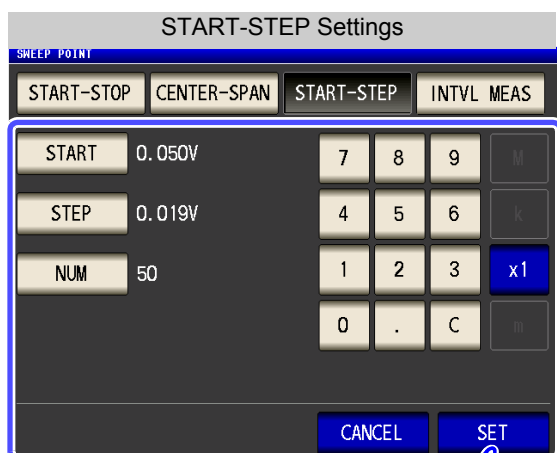 START-STEP Settings
SWEEP POINT
START-STOP CENTER-SPAN START-STEP INTVL MEAS
START 0.050V 7 8 9 M
STEP 0.019V 4 5 6 k
NUM 50 1 2 3 x1
0 . C m
CANCEL SET